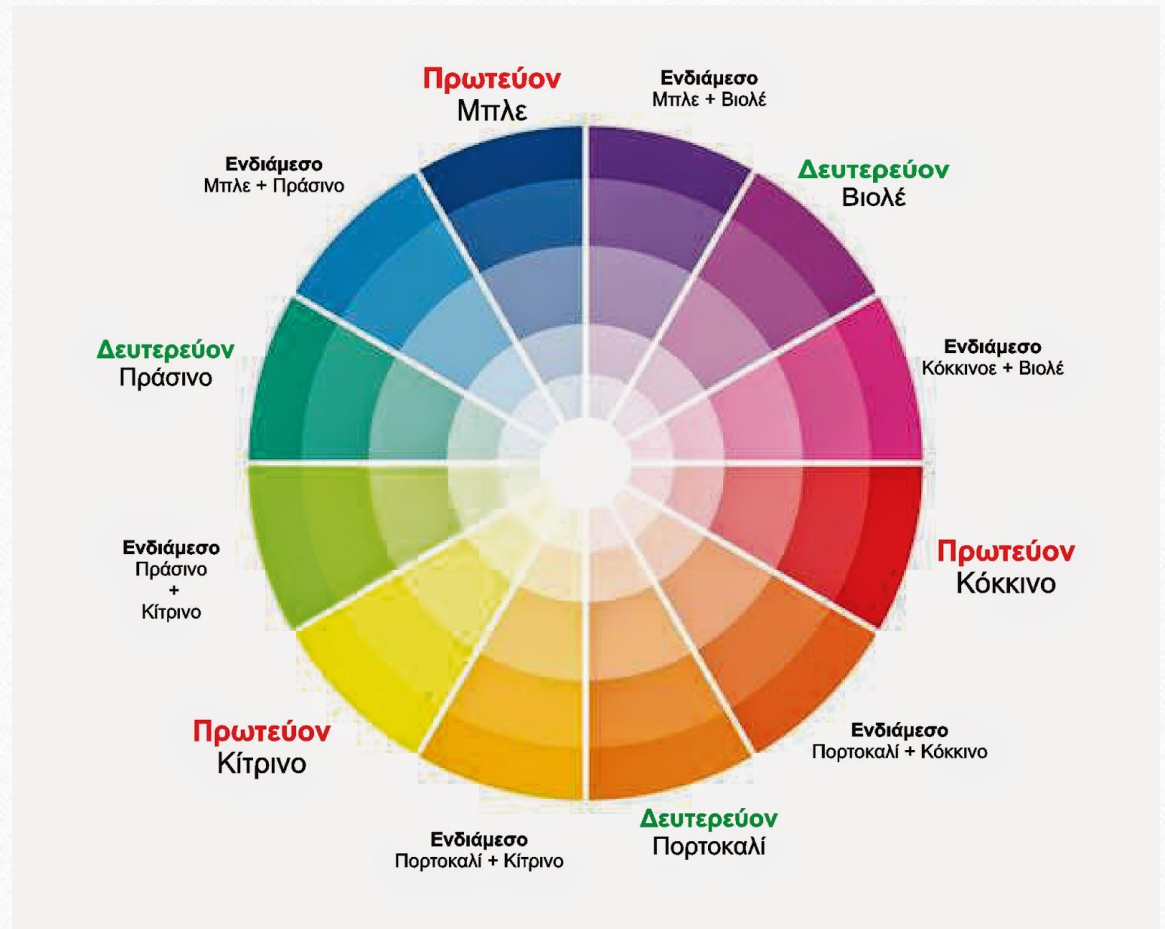 Πρωτεύον
Μπλε
Ενδιάμεσο
Μπλε + Βιολέ
Δευτερεύον
Βιολέ
Ενδιάμεσο
Κόκκινοε + Βιολέ
Πρωτεύον
Κόκκινο
Ενδιάμεσο
Πορτοκαλί + Κόκκινο
Δευτερεύον
Πορτοκαλί
Ενδιάμεσο
Πορτοκαλί + Κίτρινο
Πρωτεύον
Κίτρινο
Ενδιάμεσο
Πράσινο
+
Κίτρινο
Δευτερεύον
Πράσινο
Ενδιάμεσο
Μπλε + Πράσινο